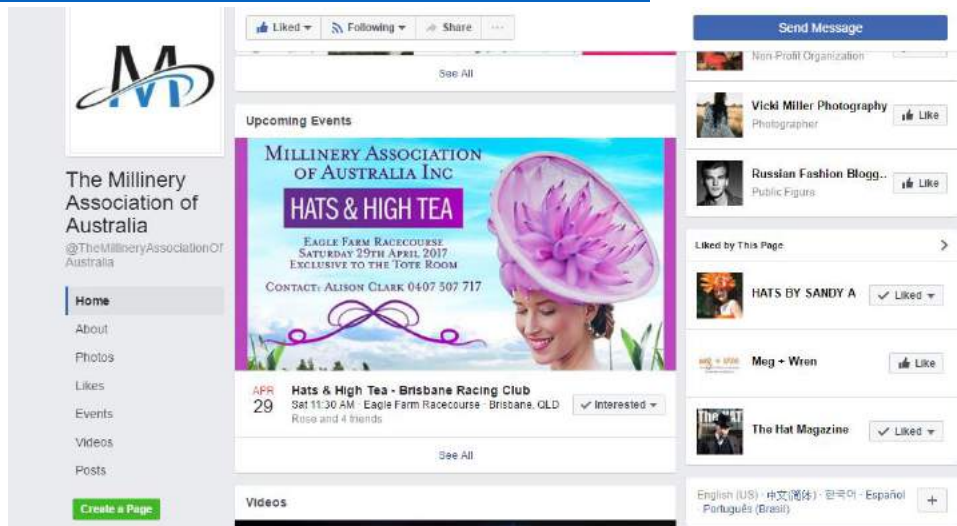 The Millinery
Association of
Australia
@TheMillineryAssociationOf
Australia
Home
About
Photos
Likes
Events
Videos
Posts
Create a Page
Liked
Following
Share
See All
Upcoming Events
MILLINERY ASSOCIATION
OF AUSTRALIA INC
HATS & HIGH TEA
EAGLE FARM RACECOURSE
SATURDAY 29TH APRIL 2017
EXCLUSIVE TO THE TOTE ROOM
CONTACT: ALISON CLARK 0407 507 717
APR
29
Hats & High Tea - Brisbane Racing Club
Sat 11:30 AM · Eagle Farm Racecourse · Brisbane, QLD
Rose and 4 friends
Interested
See All
Videos
Send Message
Non-Profit Organization
Vicki Miller Photography
Photographer
Like
Russian Fashion Blogg..
Public Figure
Like
Liked by This Page
HATS BY SANDY A
Liked
meg + wren
Meg + Wren
Like
The HAT
The Hat Magazine
Liked
English (US) · 中文(简体) · 한국어 · Español
· Português (Brasil)